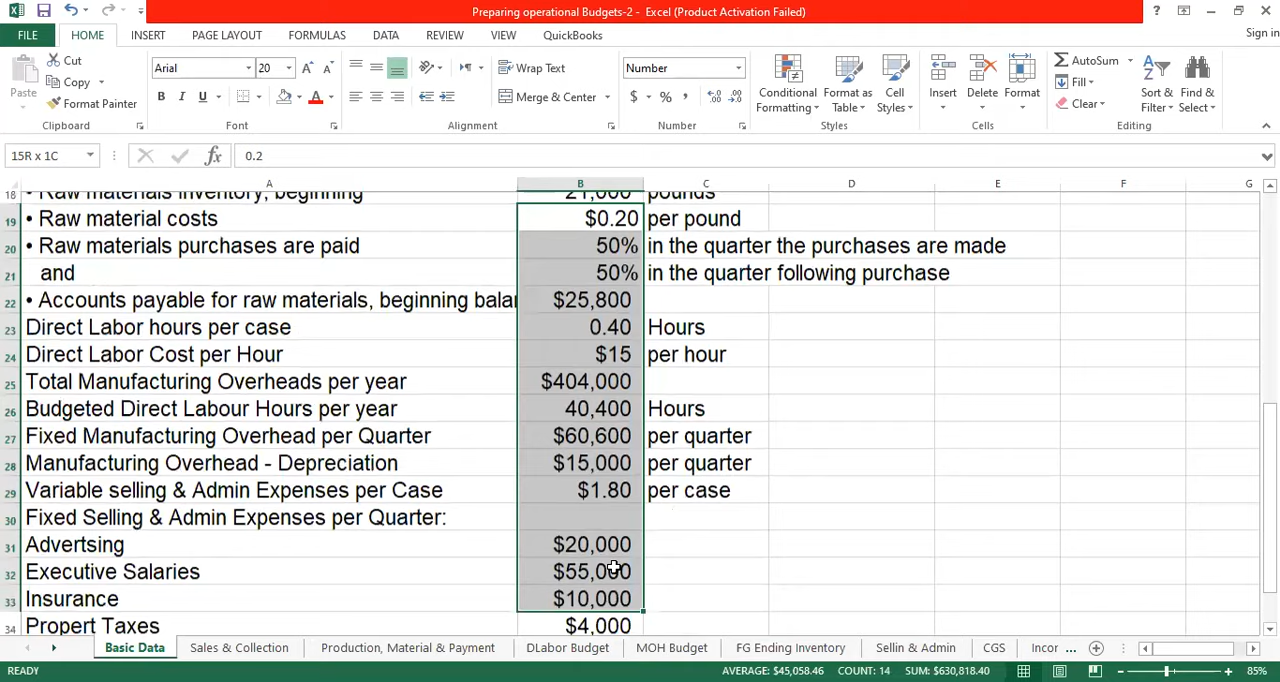 Preparing operational Budgets-2 - Excel (Product Activation Failed)
?
FILE HOME INSERT PAGE LAYOUT FORMULAS DATA REVIEW VIEW QuickBooks Sign in
Cut Arial 20 Wrap Text Number AutoSum
Copy Fill
Paste Format Painter B I U Merge & Center $ % , Conditional Formatting Format as Table Cell Styles Insert Delete Format Clear Sort & Filter Find & Select
Clipboard Font Alignment Number Styles Cells Editing
15R x 1C fx 0.2
A B C D E F G
18 • Raw materials inventory, beginning 21,000 pounds
19 • Raw material costs $0.20 per pound
20 • Raw materials purchases are paid 50% in the quarter the purchases are made
21 and 50% in the quarter following purchase
22 • Accounts payable for raw materials, beginning balan $25,800
23 Direct Labor hours per case 0.40 Hours
24 Direct Labor Cost per Hour $15 per hour
25 Total Manufacturing Overheads per year $404,000
26 Budgeted Direct Labour Hours per year 40,400 Hours
27 Fixed Manufacturing Overhead per Quarter $60,600 per quarter
28 Manufacturing Overhead - Depreciation $15,000 per quarter
29 Variable selling & Admin Expenses per Case $1.80 per case
30 Fixed Selling & Admin Expenses per Quarter:
31 Advertsing $20,000
32 Executive Salaries $55,000
33 Insurance $10,000
34 Propert Taxes $4,000
Basic Data Sales & Collection Production, Material & Payment DLabor Budget MOH Budget FG Ending Inventory Sellin & Admin CGS Incor ...
READY AVERAGE: $45,058.46 COUNT: 14 SUM: $630,818.40 85%